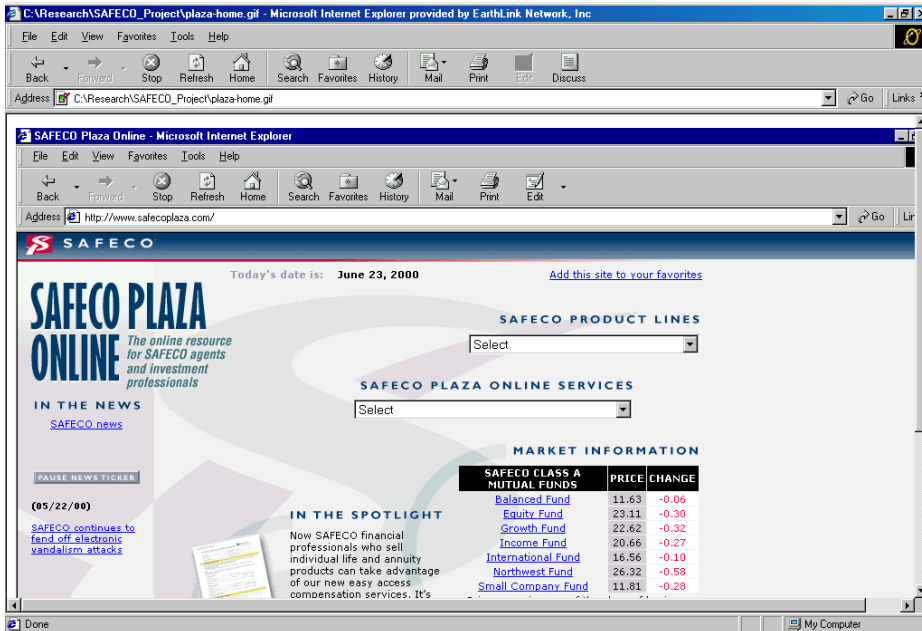 C:\Research\SAFECO_Project\plaza-home.gif - Microsoft Internet Explorer provided by EarthLink Network, Inc
File Edit View Favorites Tools Help
Back Forward Stop Refresh Home Search Favorites History Mail Print Edit Discuss
Address C:\Research\SAFECO_Project\plaza-home.gif Go Links
SAFECO Plaza Online - Microsoft Internet Explorer
File Edit View Favorites Tools Help
Back Forward Stop Refresh Home Search Favorites History Mail Print Edit
Address http://www.safecoplaza.com/ Go
SAFECO
Today's date is: June 23, 2000 Add this site to your favorites
SAFECO PLAZA
ONLINE
The online resource
for SAFECO agents
and investment
professionals
SAFECO PRODUCT LINES
Select
SAFECO PLAZA ONLINE SERVICES
Select
IN THE NEWS
SAFECO news
PAUSE NEWS TICKER
(05/22/00)
SAFECO continues to
fend off electronic
vandalism attacks
IN THE SPOTLIGHT
Now SAFECO financial
professionals who sell
individual life and annuity
products can take advantage
of our new easy access
compensation services. It's
MARKET INFORMATION
SAFECO CLASS A
MUTUAL FUNDS PRICE CHANGE
Balanced Fund 11.63 -0.06
Equity Fund 23.11 -0.30
Growth Fund 22.62 -0.32
Income Fund 20.66 -0.27
International Fund 16.56 -0.10
Northwest Fund 26.32 -0.58
Small Company Fund 11.81 -0.28
Done My Computer